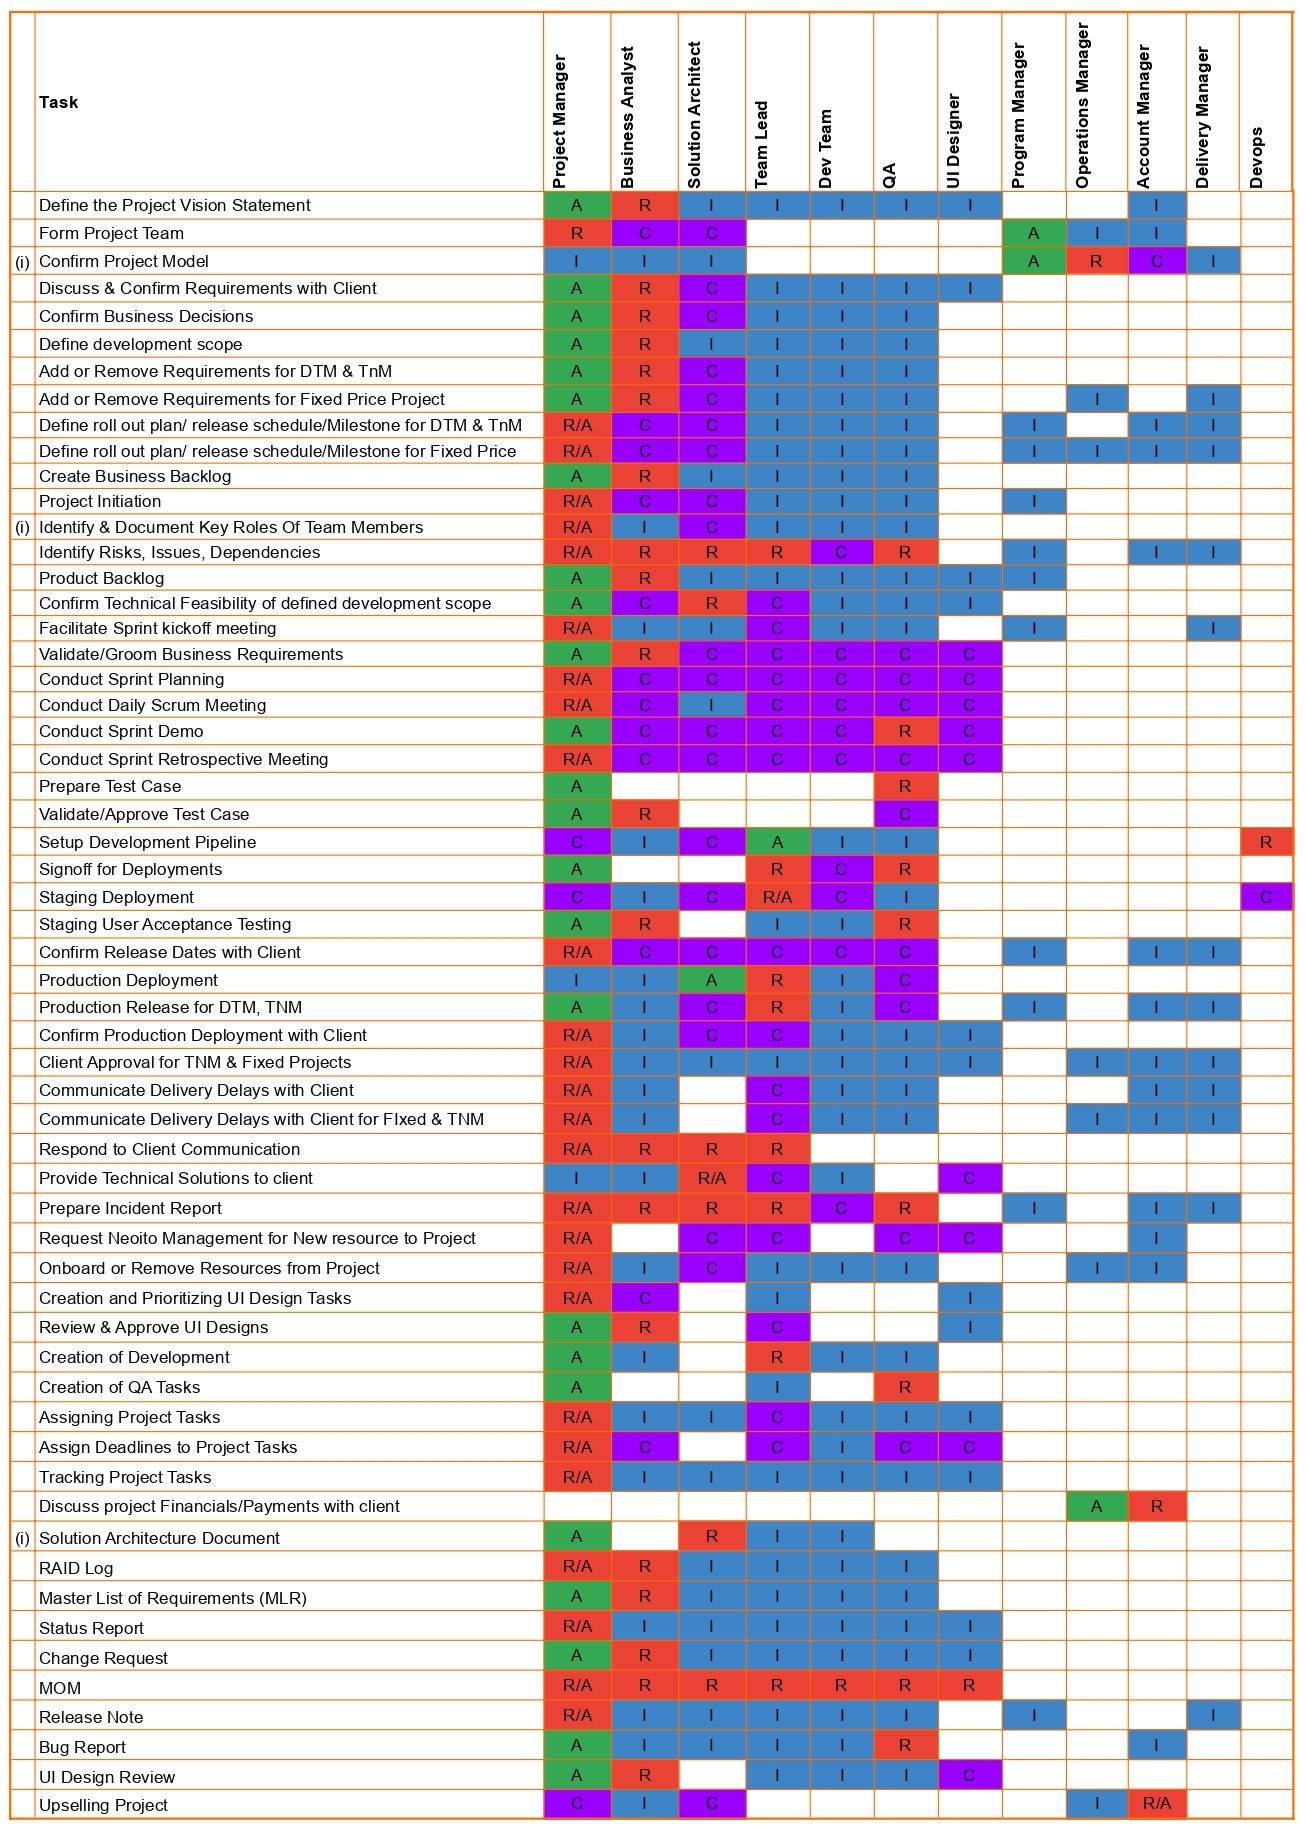 Task Project Manager Business Analyst Solution Architect Team Lead Dev Team QA UI Designer Program Manager Operations Manager Account Manager Delivery Manager Devops
Define the Project Vision Statement A R I I I I I I
Form Project Team R C C A I I
(i) Confirm Project Model I I I A R C I
Discuss & Confirm Requirements with Client A R C I I I I
Confirm Business Decisions A R C I I I
Define development scope A R I I I I
Add or Remove Requirements for DTM & TnM A R C I I I
Add or Remove Requirements for Fixed Price Project A R C I I I I I
Define roll out plan/ release schedule/Milestone for DTM & TnM R/A C C I I I I I I
Define roll out plan/ release schedule/Milestone for Fixed Price R/A C C I I I I I I I
Create Business Backlog A R I I I I
Project Initiation R/A C C I I I I
(i) Identify & Document Key Roles Of Team Members R/A I C I I I
Identify Risks, Issues, Dependencies R/A R R R C R I I I
Product Backlog A R I I I I I I
Confirm Technical Feasibility of defined development scope A C R C I I I
Facilitate Sprint kickoff meeting R/A I I C I I I I
Validate/Groom Business Requirements A R C C C C C
Conduct Sprint Planning R/A C C C C C C
Conduct Daily Scrum Meeting R/A C I C C C C
Conduct Sprint Demo A C C C C R C
Conduct Sprint Retrospective Meeting R/A C C C C C C
Prepare Test Case A R
Validate/Approve Test Case A R C
Setup Development Pipeline C I C A I I R
Signoff for Deployments A R C R
Staging Deployment C I C R/A C I C
Staging User Acceptance Testing A R I I R
Confirm Release Dates with Client R/A C C C C C I I I
Production Deployment I I A R I C
Production Release for DTM, TNM A I C R I C I I I
Confirm Production Deployment with Client R/A I C C I I I
Client Approval for TNM & Fixed Projects R/A I I I I I I I I I
Communicate Delivery Delays with Client R/A I C I I I I
Communicate Delivery Delays with Client for FIxed & TNM R/A I C I I I I I
Respond to Client Communication R/A R R R
Provide Technical Solutions to client I I R/A C I C
Prepare Incident Report R/A R R R C R I I I
Request Neoito Management for New resource to Project R/A C C C C I
Onboard or Remove Resources from Project R/A I C I I I I I
Creation and Prioritizing UI Design Tasks R/A C I I
Review & Approve UI Designs A R C I
Creation of Development A I R I I
Creation of QA Tasks A I R
Assigning Project Tasks R/A I I C I I I
Assign Deadlines to Project Tasks R/A C C I C C
Tracking Project Tasks R/A I I I I I I
Discuss project Financials/Payments with client A R
(i) Solution Architecture Document A R I I
RAID Log R/A R I I I I
Master List of Requirements (MLR) A R I I I I
Status Report R/A I I I I I I
Change Request A R I I I I I
MOM R/A R R R R R R
Release Note R/A I I I I I I I
Bug Report A I I I I R I
UI Design Review A R I I I C
Upselling Project C I C I R/A